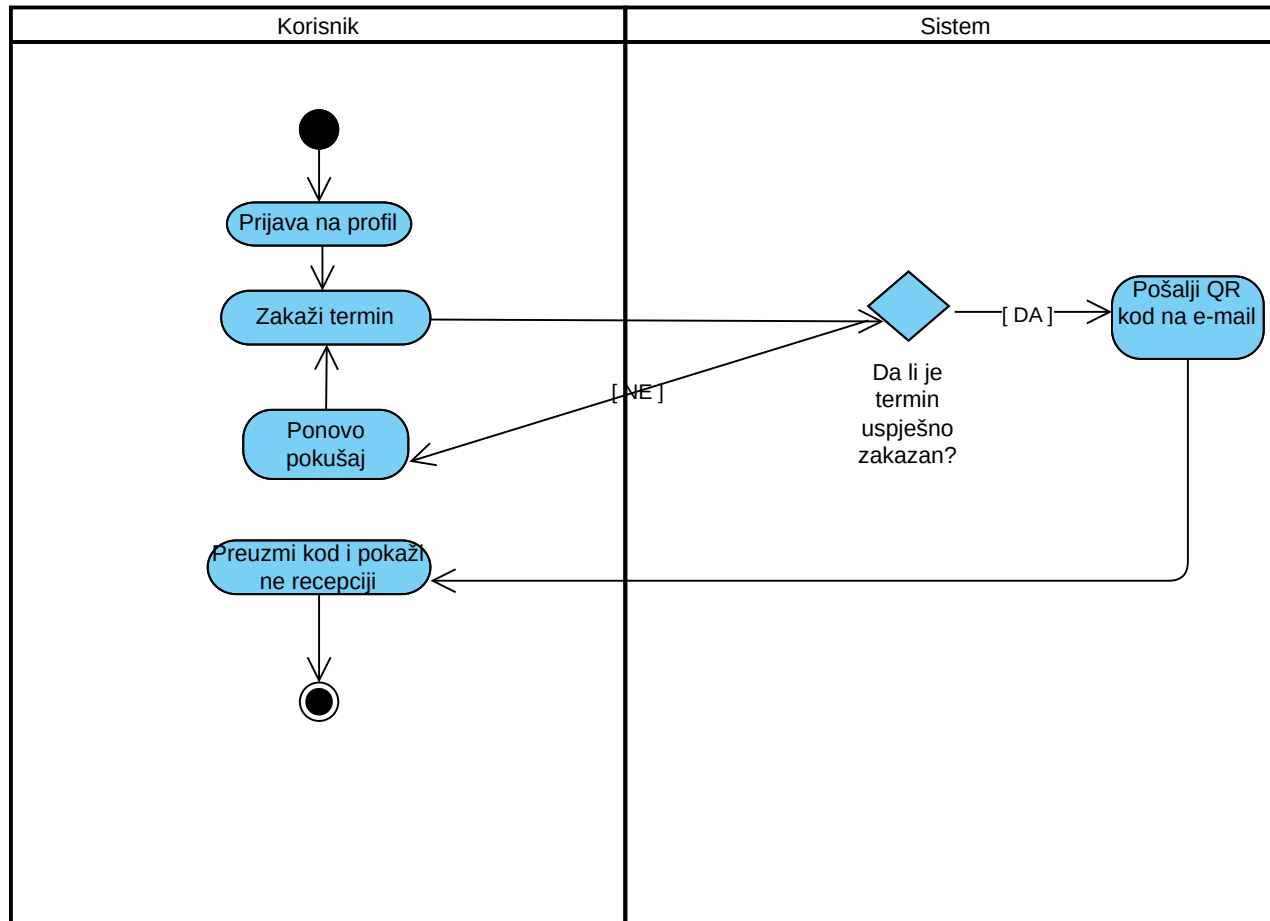 Korisnik
Sistem
Prijava na profil
Zakaži termin
[ DA ]
Pošalji QR
kod na e-mail
[ NE ]
Da li je
termin
uspješno
zakazan?
Ponovo
pokušaj
Preuzmi kod i pokaži
ne recepciji